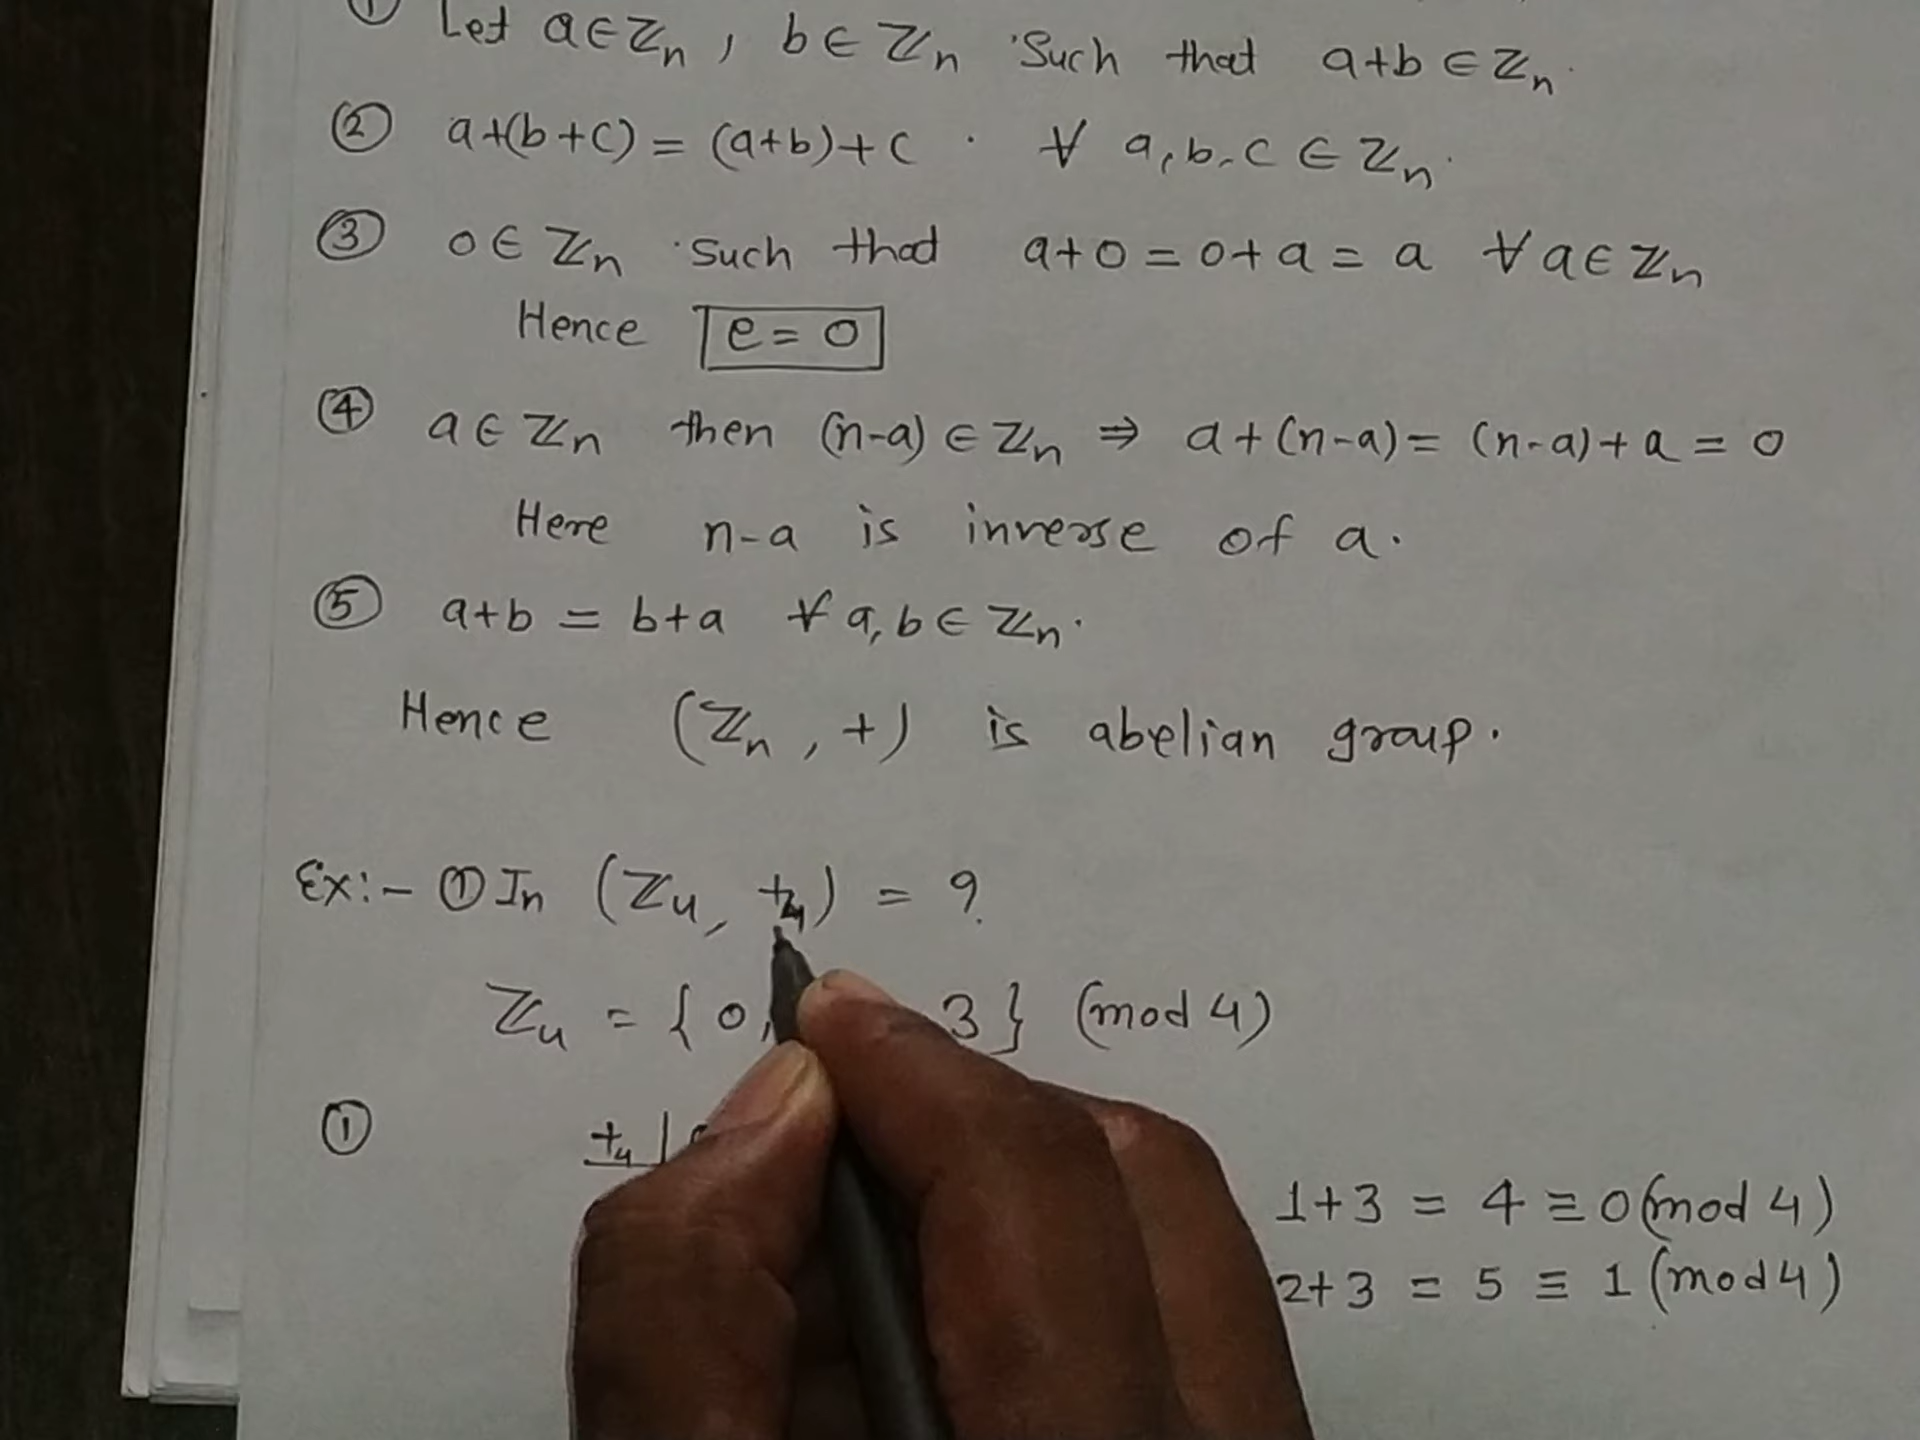 ① Let a∈ℤn , b∈ℤn Such that a+b∈ℤn.
② a+(b+c) = (a+b)+c . ∀ a,b,c ∈ ℤn.
③ 0∈ℤn Such that a+0=0+a=a ∀a∈ℤn
Hence e=0
④ a∈ℤn then (n-a)∈ℤn ⇒ a+(n-a)=(n-a)+a=0
Here n-a is inverse of a.
⑤ a+b = b+a ∀ a,b∈ℤn.
Hence (ℤn , +) is abelian group.
Ex:- ① In (ℤ4, +4) = ?
ℤ4 = {0, 3} (mod 4)
① +4
1+3 = 4 ≡ 0 (mod 4)
2+3 = 5 ≡ 1 (mod 4)